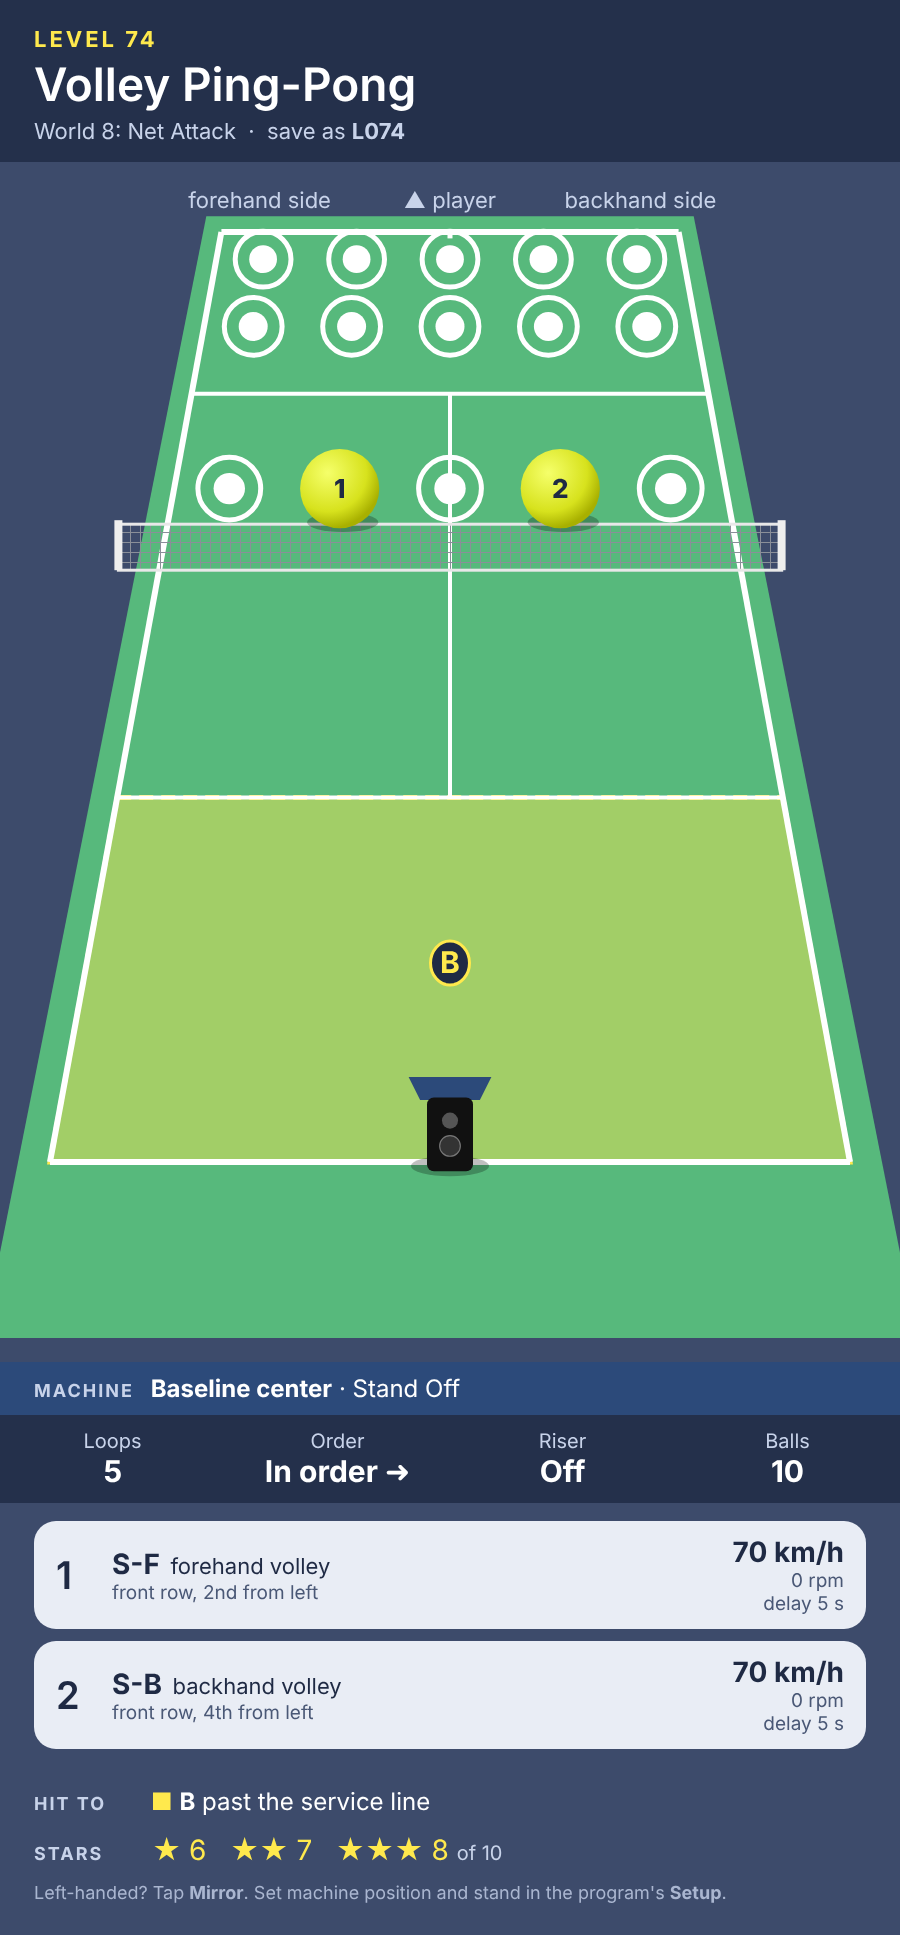 LEVEL 74
Volley Ping-Pong
World 8: Net Attack · save as L074
forehand side ▲ player backhand side
1 2
B
MACHINE Baseline center · Stand Off
Loops Order Riser Balls
5 In order ➜ Off 10
1 S-F forehand volley 70 km/h
front row, 2nd from left 0 rpm
delay 5 s
2 S-B backhand volley 70 km/h
front row, 4th from left 0 rpm
delay 5 s
HIT TO ■ B past the service line
STARS ★ 6 ★★ 7 ★★★ 8 of 10
Left-handed? Tap Mirror. Set machine position and stand in the program's Setup.